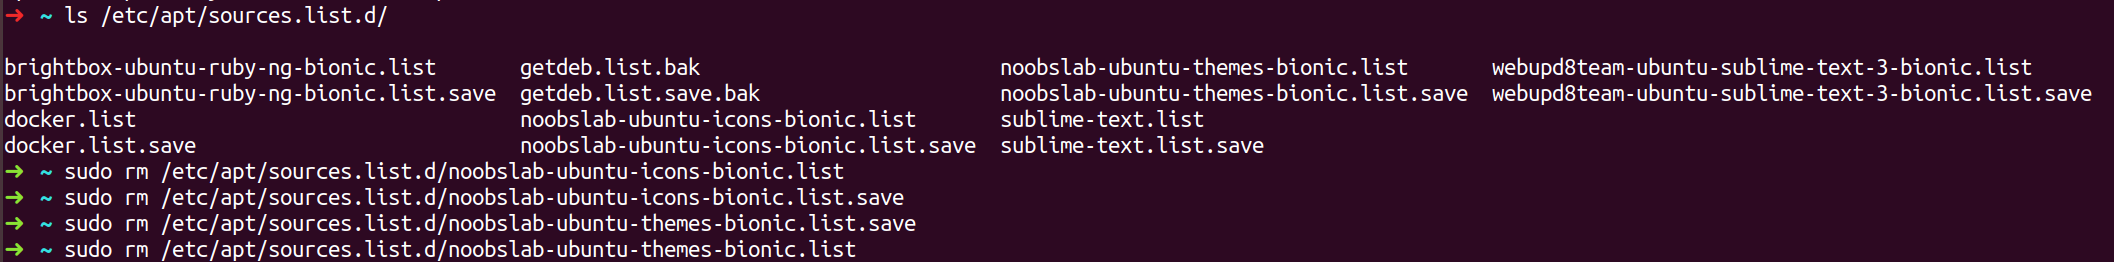 ➜ ~ ls /etc/apt/sources.list.d/
brightbox-ubuntu-ruby-ng-bionic.list getdeb.list.bak noobslab-ubuntu-themes-bionic.list webupd8team-ubuntu-sublime-text-3-bionic.list
brightbox-ubuntu-ruby-ng-bionic.list.save getdeb.list.save.bak noobslab-ubuntu-themes-bionic.list.save webupd8team-ubuntu-sublime-text-3-bionic.list.save
docker.list noobslab-ubuntu-icons-bionic.list sublime-text.list
docker.list.save noobslab-ubuntu-icons-bionic.list.save sublime-text.list.save
➜ ~ sudo rm /etc/apt/sources.list.d/noobslab-ubuntu-icons-bionic.list
➜ ~ sudo rm /etc/apt/sources.list.d/noobslab-ubuntu-icons-bionic.list.save
➜ ~ sudo rm /etc/apt/sources.list.d/noobslab-ubuntu-themes-bionic.list.save
➜ ~ sudo rm /etc/apt/sources.list.d/noobslab-ubuntu-themes-bionic.list